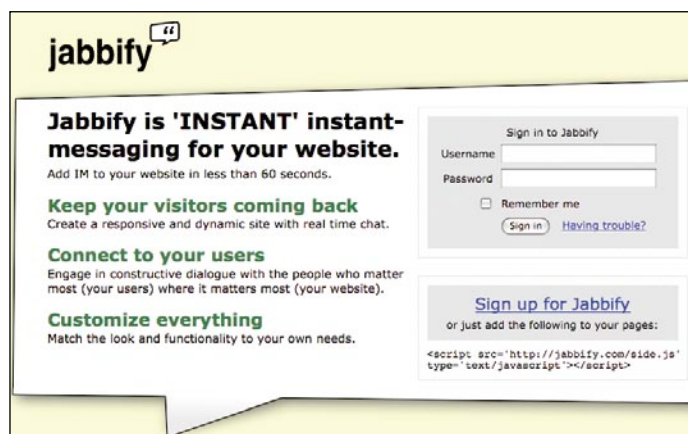 jabbify “
Jabbify is 'INSTANT' instant-
messaging for your website.
Add IM to your website in less than 60 seconds.
Keep your visitors coming back
Create a responsive and dynamic site with real time chat.
Connect to your users
Engage in constructive dialogue with the people who matter
most (your users) where it matters most (your website).
Customize everything
Match the look and functionality to your own needs.
Sign in to Jabbify
Username
Password
Remember me
Sign in Having trouble?
Sign up for Jabbify
or just add the following to your pages:
<script src='http://jabbify.com/side.js'
type='text/javascript'></script>